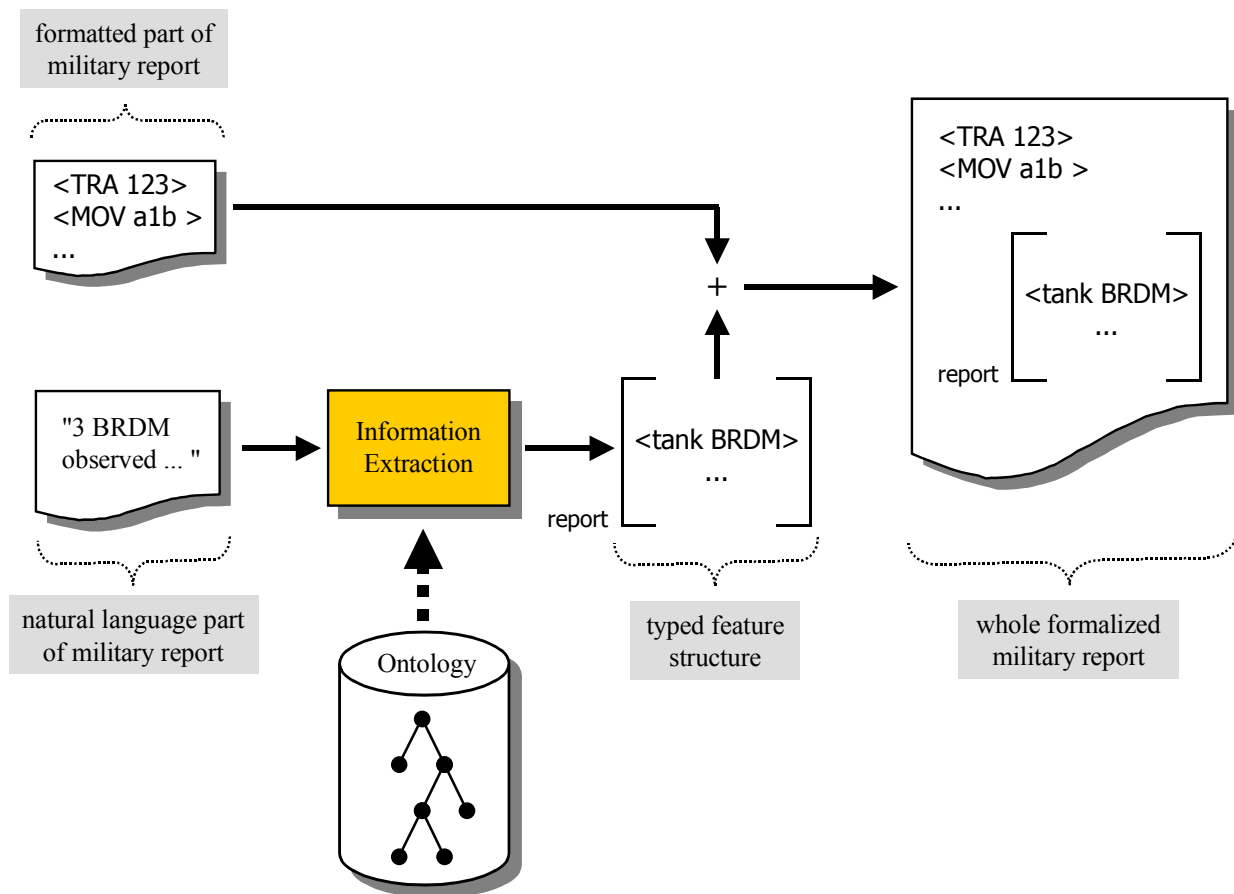 formatted part of
military report
<TRA 123>
<MOV a1b >
...
<TRA 123>
<MOV a1b >
...
<tank BRDM>
...
report
+
"3 BRDM
observed ... "
Information
Extraction
<tank BRDM>
...
report
natural language part
of military report
typed feature
structure
whole formalized
military report
Ontology